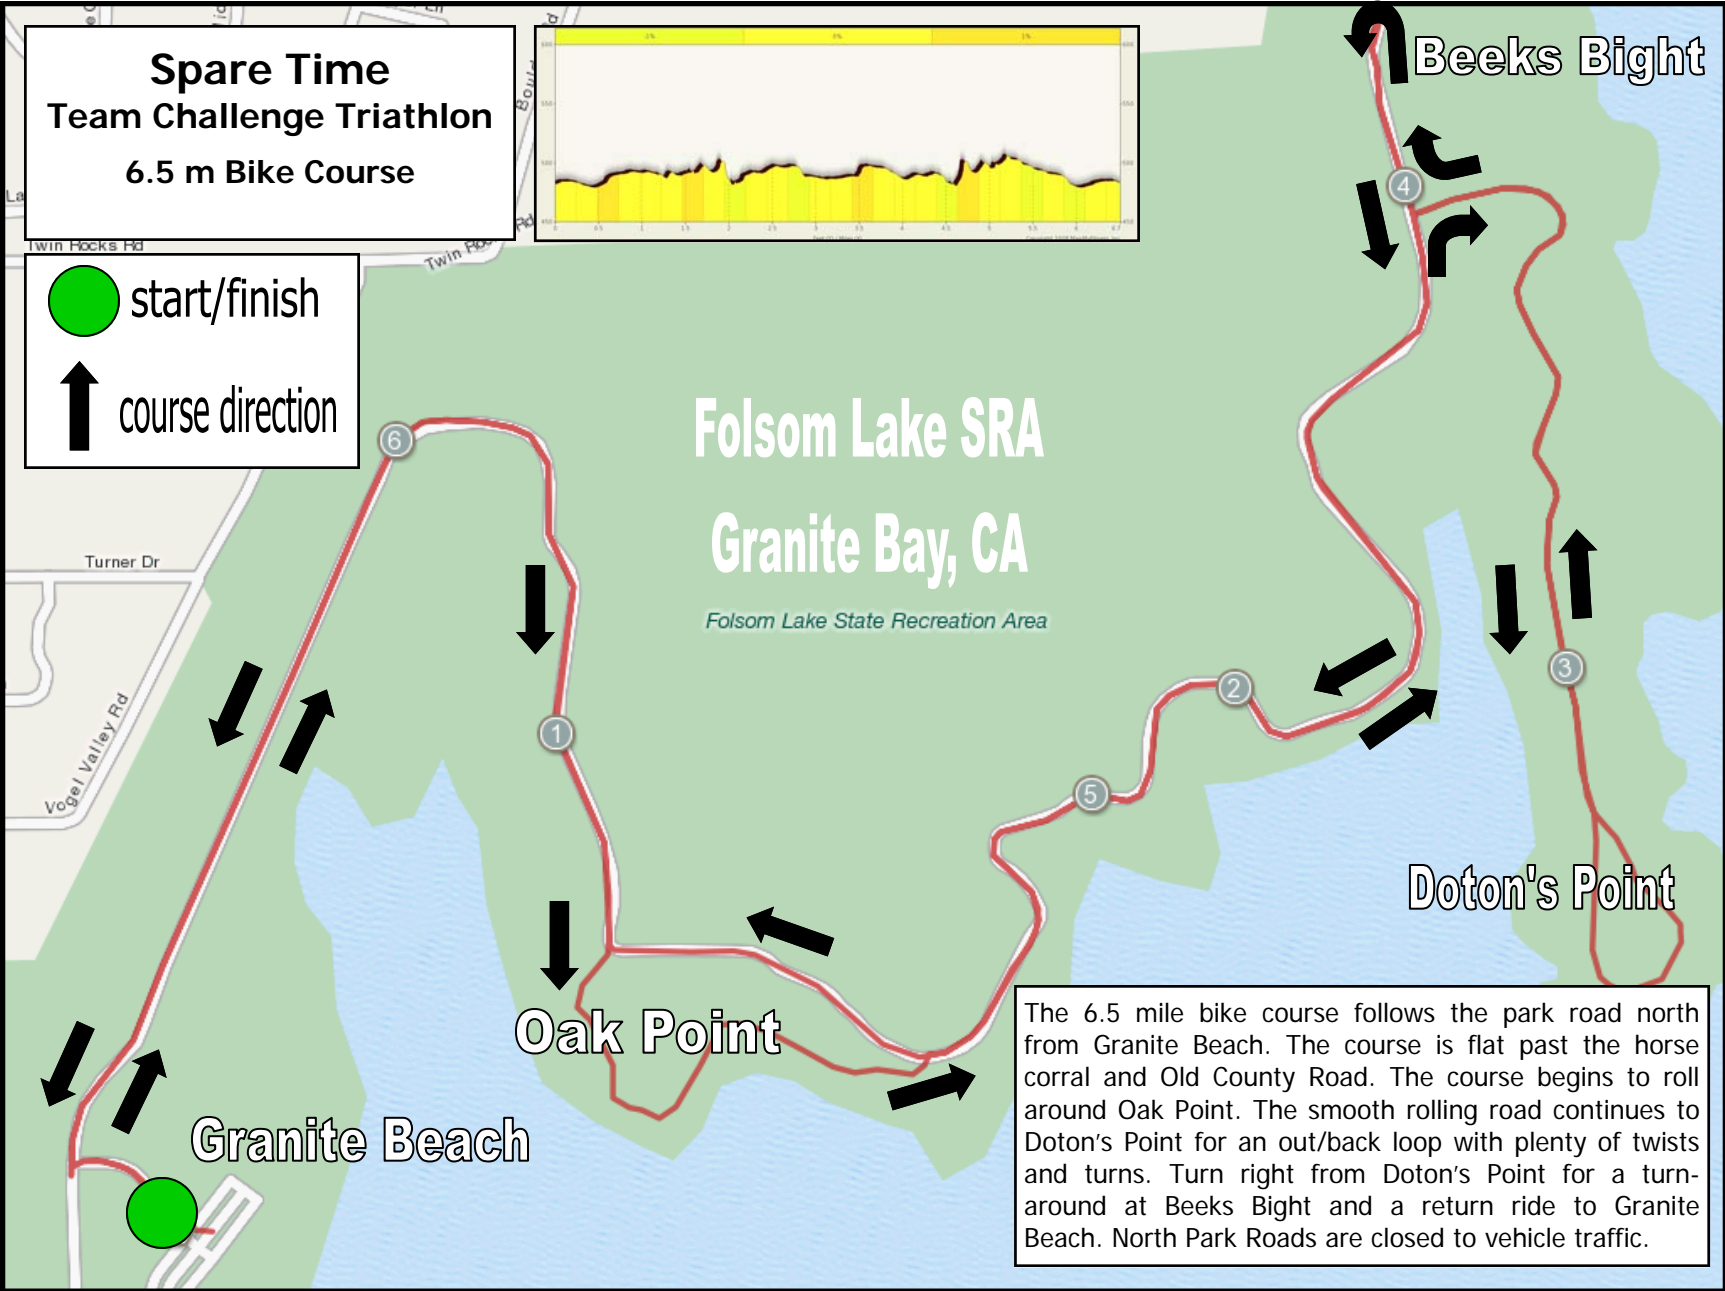 Spare Time
Team Challenge Triathlon
6.5 m Bike Course
Twin Rocks Rd
start/finish
course direction
Beeks Bight
4
6
Folsom Lake SRA
Granite Bay, CA
Folsom Lake State Recreation Area
Turner Dr
Vogel Valley Rd
1
2
3
5
Doton's Point
Oak Point
Granite Beach
The 6.5 mile bike course follows the park road north
from Granite Beach. The course is flat past the horse
corral and Old County Road. The course begins to roll
around Oak Point. The smooth rolling road continues to
Doton's Point for an out/back loop with plenty of twists
and turns. Turn right from Doton's Point for a turn-
around at Beeks Bight and a return ride to Granite
Beach. North Park Roads are closed to vehicle traffic.